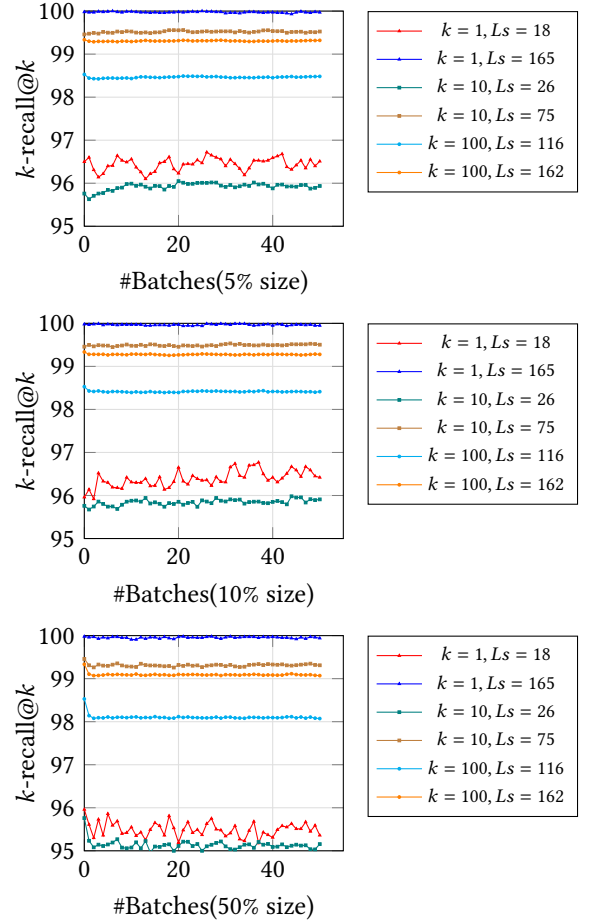 100
99
98
97
96
95
0
20
40
k-recall@k
#Batches(5% size)
k = 1, Ls = 18
k = 1, Ls = 165
k = 10, Ls = 26
k = 10, Ls = 75
k = 100, Ls = 116
k = 100, Ls = 162
100
99
98
97
96
95
0
20
40
k-recall@k
#Batches(10% size)
k = 1, Ls = 18
k = 1, Ls = 165
k = 10, Ls = 26
k = 10, Ls = 75
k = 100, Ls = 116
k = 100, Ls = 162
100
99
98
97
96
95
0
20
40
k-recall@k
#Batches(50% size)
k = 1, Ls = 18
k = 1, Ls = 165
k = 10, Ls = 26
k = 10, Ls = 75
k = 100, Ls = 116
k = 100, Ls = 162